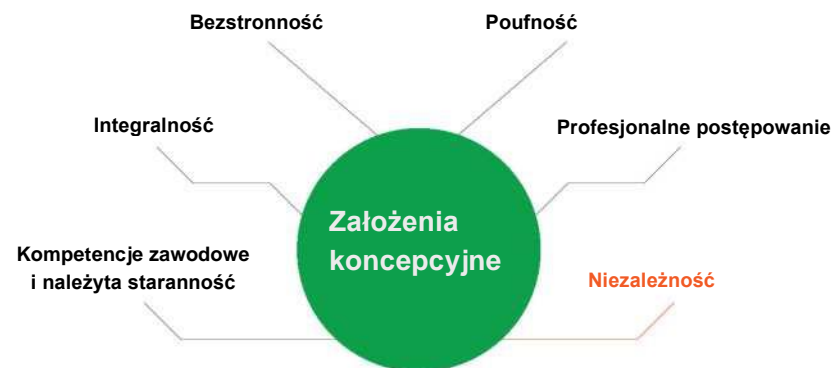 Bezstronność
Poufność
Integralność
Profesjonalne postępowanie
Założenia
koncepcyjne
Kompetencje zawodowe
i należyta staranność
Niezależność